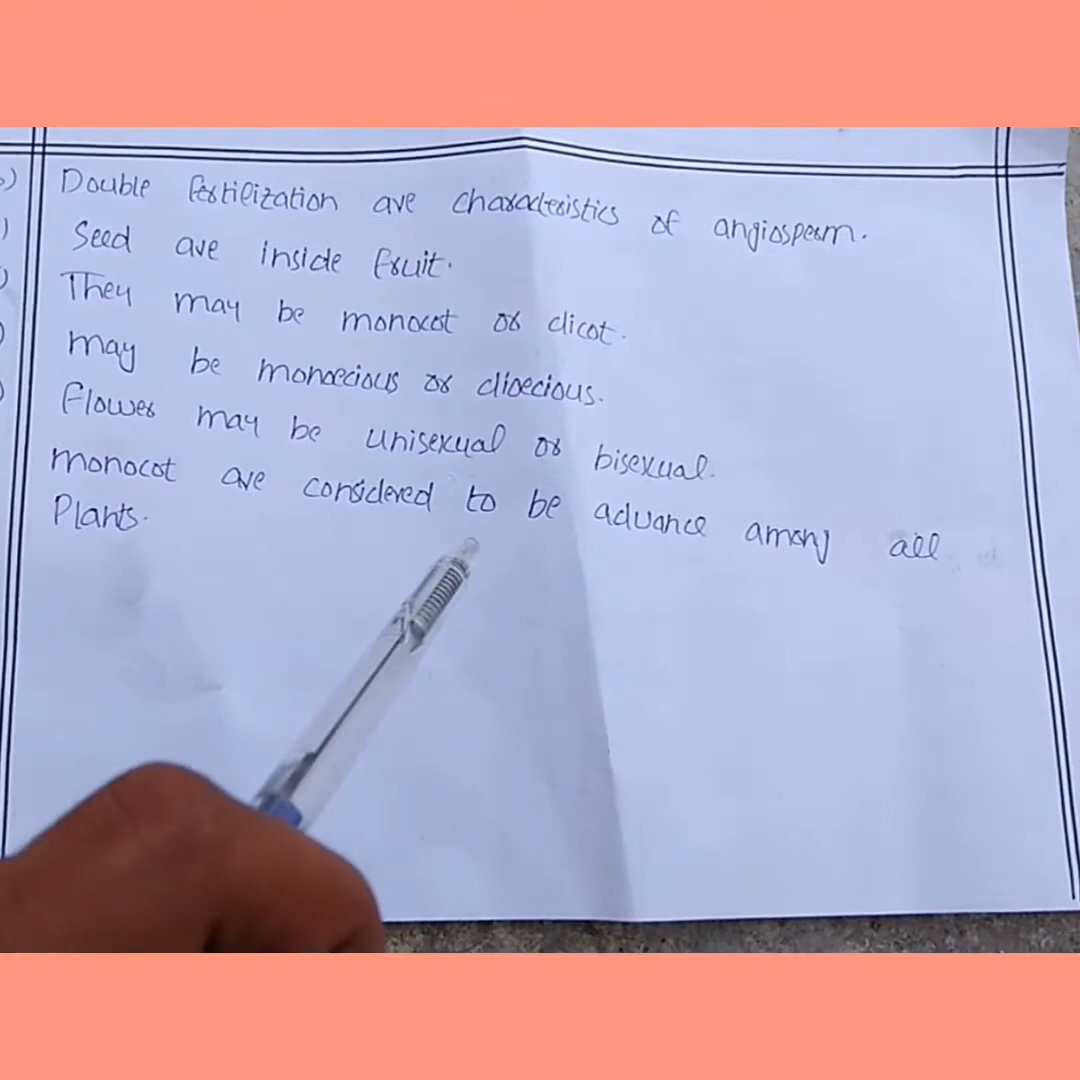 Double fertilization are characteristics of angiosperm.
Seed are inside fruit.
They may be monocot or dicot.
may be monoecious or dioecious.
flower may be unisexual or bisexual.
monocot are considered to be advance among all
Plants.